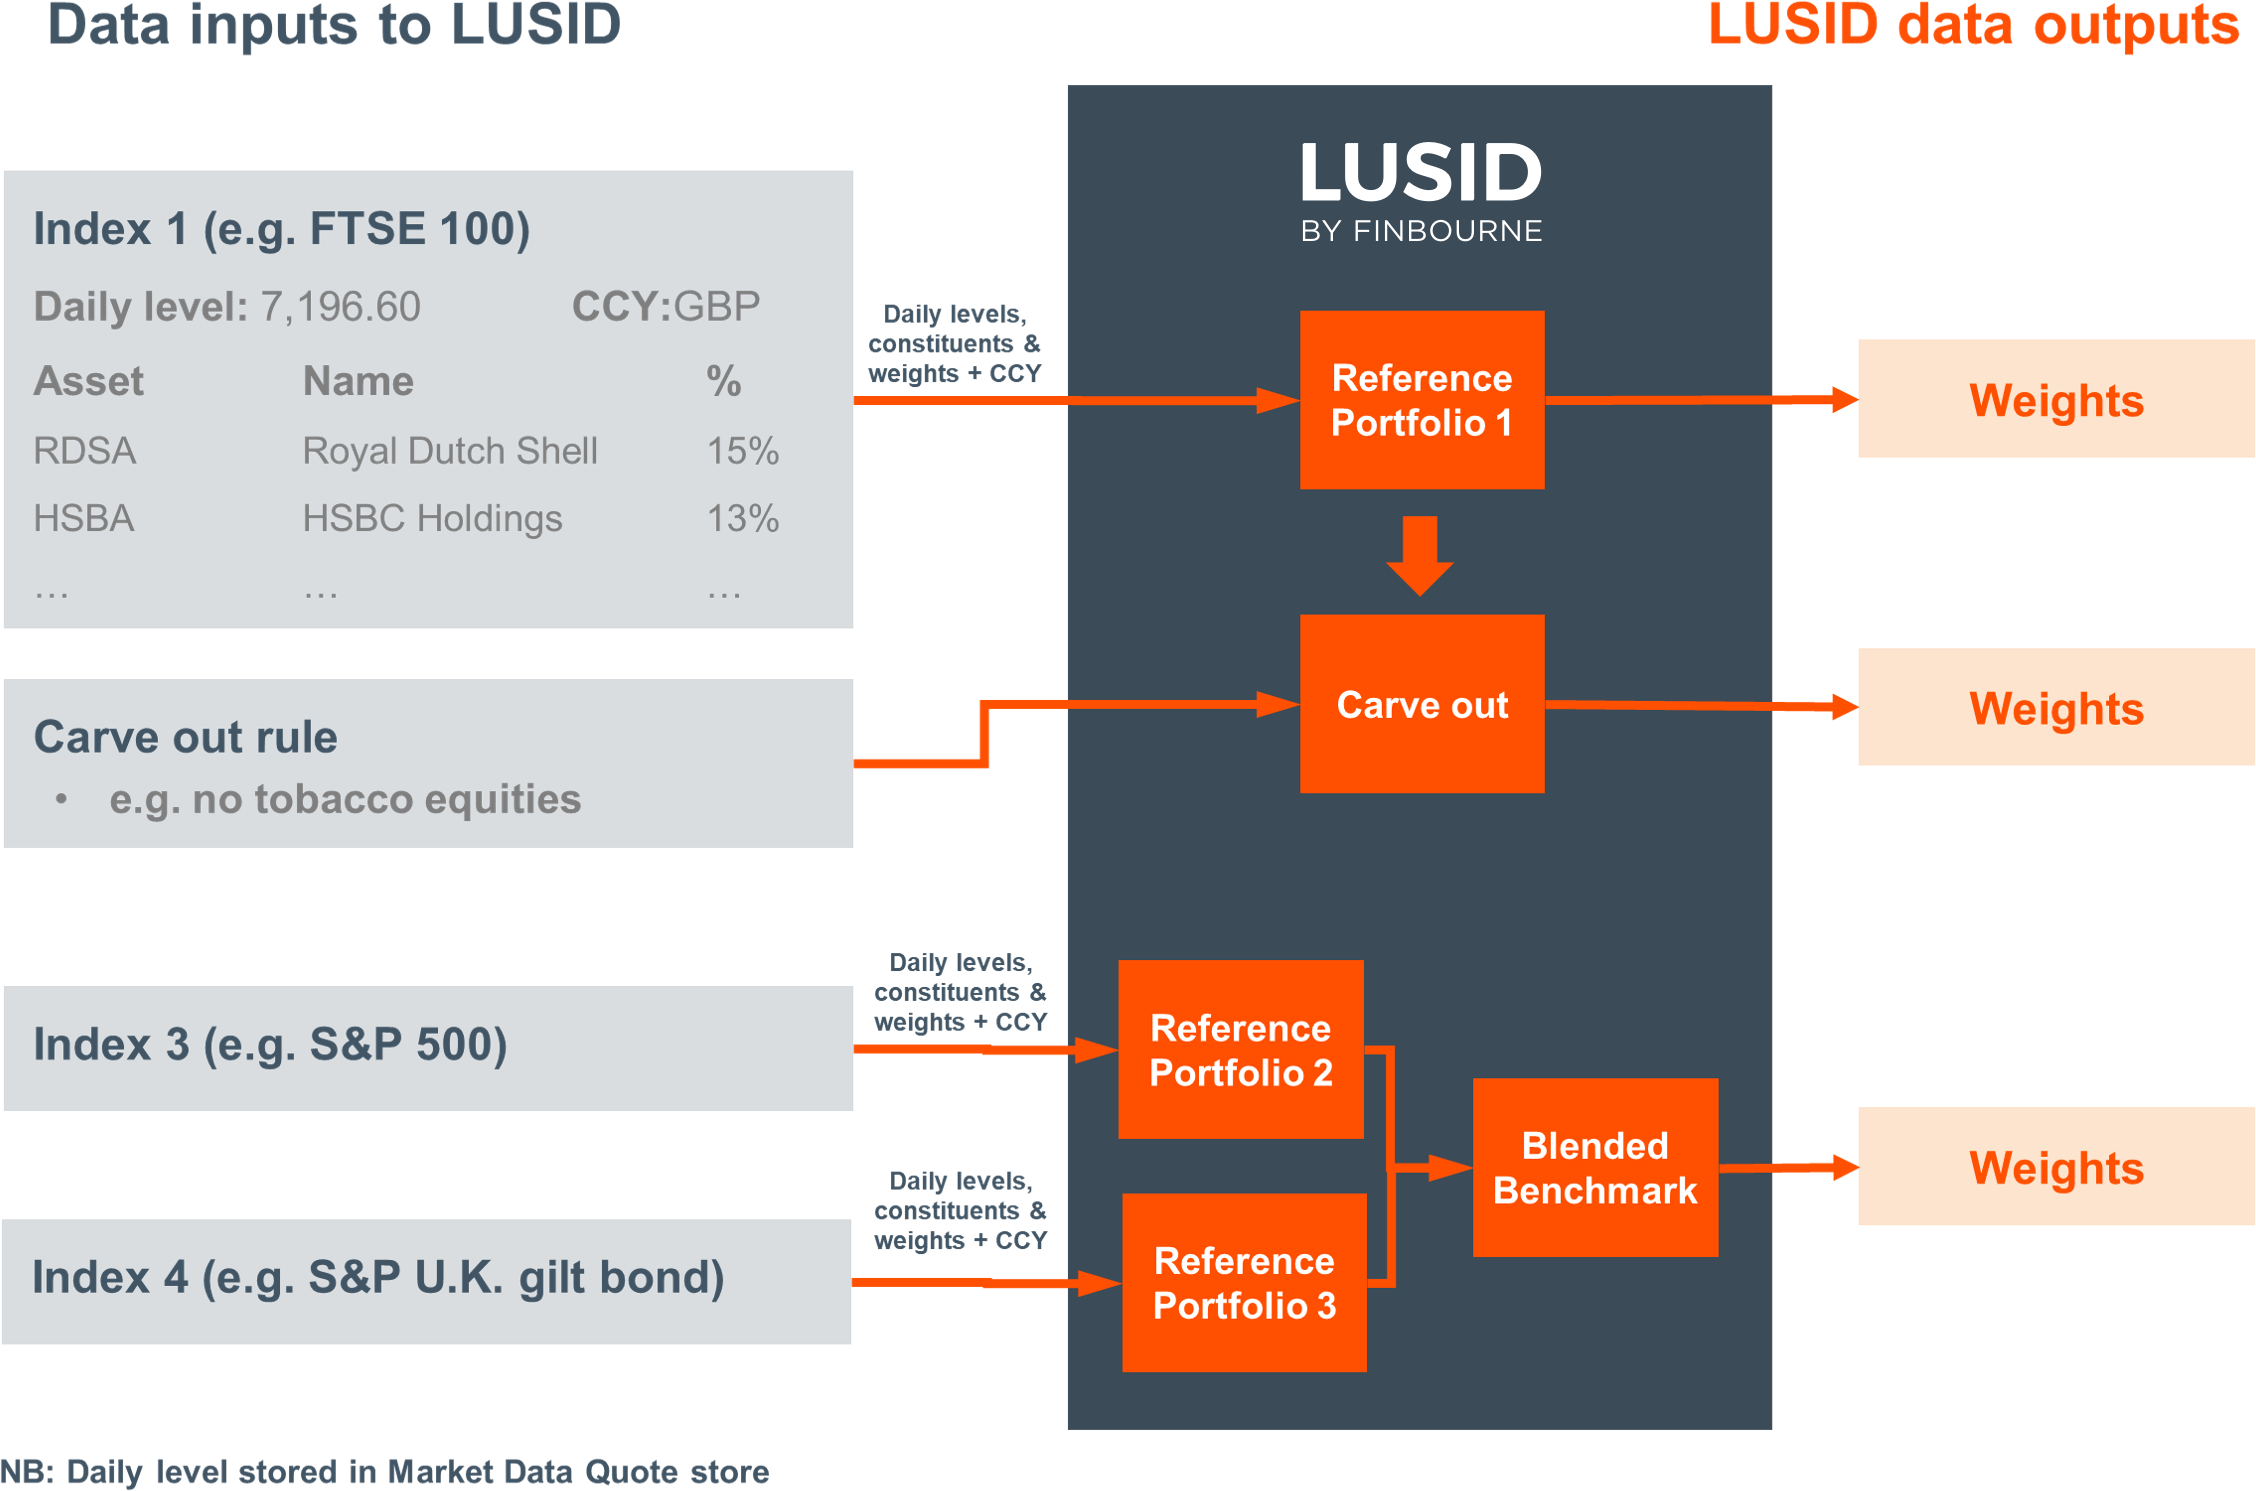 Data inputs to LUSID
LUSID data outputs
LUSID
BY FINBOURNE
Index 1 (e.g. FTSE 100)
Daily level: 7,196.60 CCY:GBP
Asset Name %
RDSA Royal Dutch Shell 15%
HSBA HSBC Holdings 13%
… … …
Daily levels,
constituents &
weights + CCY
Reference
Portfolio 1
Weights
Carve out rule
• e.g. no tobacco equities
Carve out
Weights
Index 3 (e.g. S&P 500)
Daily levels,
constituents &
weights + CCY
Reference
Portfolio 2
Index 4 (e.g. S&P U.K. gilt bond)
Daily levels,
constituents &
weights + CCY
Reference
Portfolio 3
Blended
Benchmark
Weights
NB: Daily level stored in Market Data Quote store